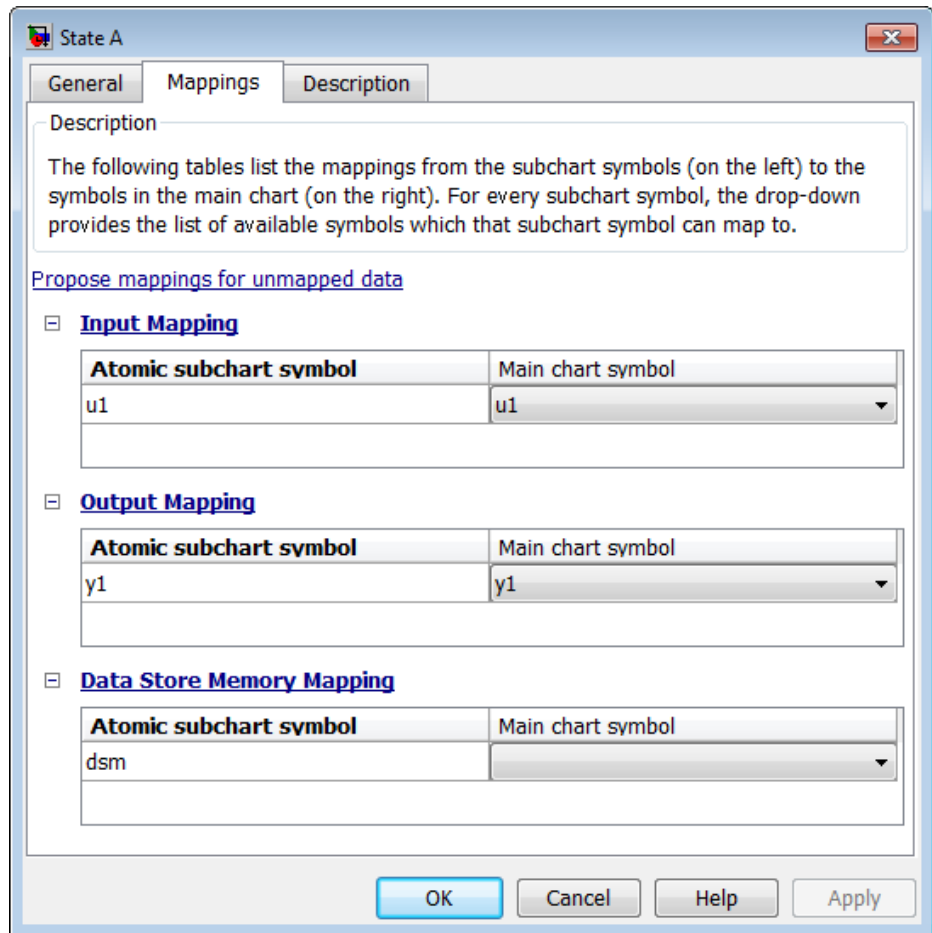 State A
General Mappings Description
Description
The following tables list the mappings from the subchart symbols (on the left) to the
symbols in the main chart (on the right). For every subchart symbol, the drop-down
provides the list of available symbols which that subchart symbol can map to.
Propose mappings for unmapped data
Input Mapping
Atomic subchart symbol Main chart symbol
u1 u1
Output Mapping
Atomic subchart symbol Main chart symbol
y1 y1
Data Store Memory Mapping
Atomic subchart symbol Main chart symbol
dsm
OK Cancel Help Apply